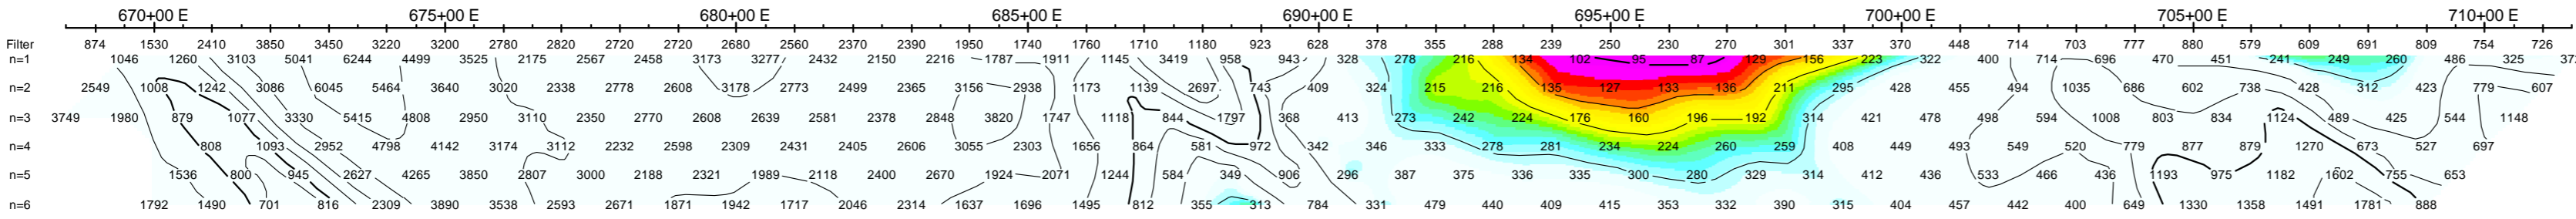 670+00 E 675+00 E 680+00 E 685+00 E 690+00 E 695+00 E 700+00 E 705+00 E 710+00 E
Filter 874 1530 2410 3850 3450 3220 3200 2780 2820 2720 2720 2680 2560 2370 2390 1950 1740 1760 1710 1180 923 628 378 355 288 239 250 230 270 301 337 370 448 714 703 777 880 579 609 691 809 754 726
n=1 1046 1260 3103 5041 6244 4499 3525 2175 2567 2458 3173 3277 2432 2150 2216 1787 1911 1145 3419 958 943 328 278 216 134 102 95 87 129 156 223 322 400 714 696 470 451 241 249 260 486 325
n=2 2549 1008 1242 3086 6045 5464 3640 3020 2338 2778 2608 3178 2773 2499 2365 3156 2938 1173 1139 2697 743 409 324 215 216 135 127 133 136 211 295 428 455 494 1035 686 602 738 428 312 423 779 607
n=3 3749 1980 879 1077 3330 5415 4808 2950 3110 2350 2770 2608 2639 2581 2378 2848 3820 1747 1118 844 1797 368 413 273 242 224 176 160 196 192 314 421 478 498 594 1008 803 834 1124 489 425 544 1148
n=4 808 1093 2952 4798 4142 3174 3112 2232 2598 2309 2431 2405 2606 3055 2303 1656 864 581 972 342 346 333 278 281 234 224 260 259 408 449 493 549 520 779 877 879 1270 673 527 697
n=5 1536 800 945 2627 4265 3850 2807 3000 2188 2321 1989 2118 2400 2670 1924 2071 1244 584 349 906 296 387 375 336 335 300 280 329 314 412 436 533 466 436 1193 975 1182 1602 755 653
n=6 1792 1490 701 816 2309 3890 3538 2593 2671 1871 1942 1717 2046 2314 1637 1696 1495 812 355 313 784 331 479 440 409 415 353 332 390 315 404 457 442 400 649 1330 1358 1491 1781 888